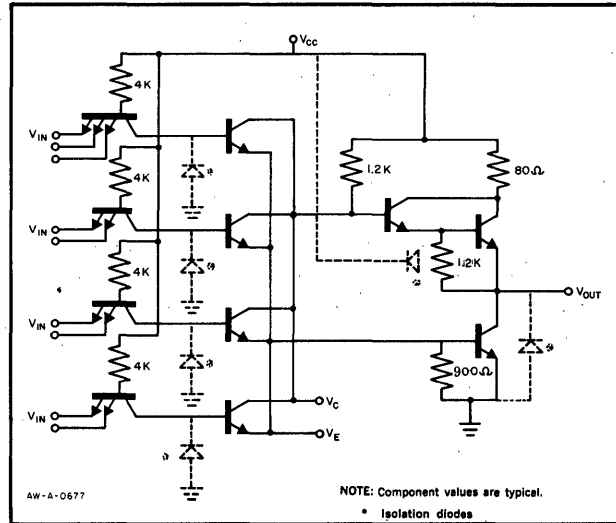 VCC
4K
VIN
4K
VIN
4K
VIN
4K
VIN
1.2K
80Ω
1.2K
900Ω
VOUT
VC
VE
*
*
*
*
*
*
AW-A-0677
NOTE: Component values are typical.
* Isolation diodes